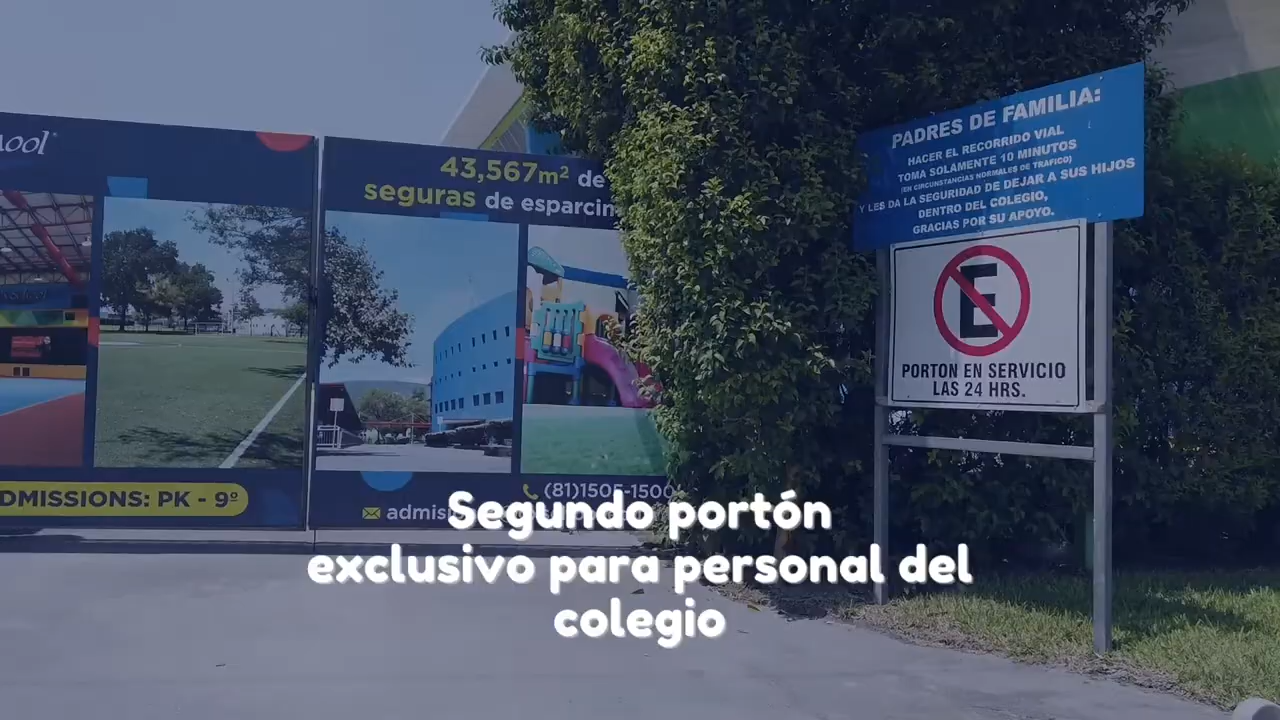 43,567m² de
seguras de esparcim
DMISSIONS: PK - 9º
(81)1505-1500
PADRES DE FAMILIA:
HACER EL RECORRIDO VIAL
TOMA SOLAMENTE 10 MINUTOS
(EN CIRCUNSTANCIAS NORMALES DE TRAFICO)
Y LES DA LA SEGURIDAD DE DEJAR A SUS HIJOS
DENTRO DEL COLEGIO,
GRACIAS POR SU APOYO.
E
PORTON EN SERVICIO
LAS 24 HRS.
Segundo portón
exclusivo para personal del
colegio